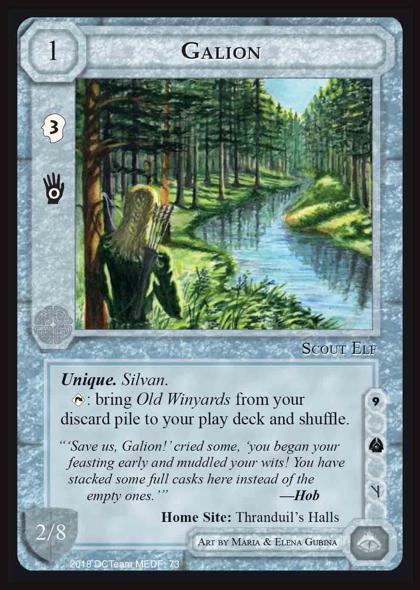 1
GALION
3
0
SCOUT ELF
Unique. Silvan.
: bring Old Winyards from your
discard pile to your play deck and shuffle.
“‘Save us, Galion!’ cried some, ‘you began your
feasting early and muddled your wits! You have
stacked some full casks here instead of the
empty ones.’” —Hob
Home Site: Thranduil’s Halls
9
2/8
ART BY MARIA & ELENA GUBINA
2018 DCTeam MEDF: 73